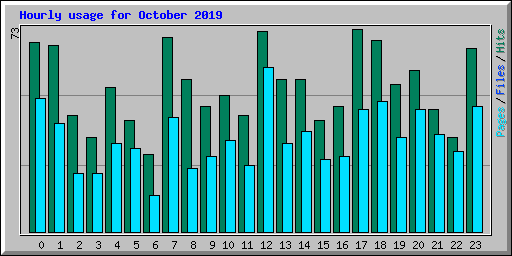 Hourly usage for October 2019
73
Pages/Files/Hits
0 1 2 3 4 5 6 7 8 9 10 11 12 13 14 15 16 17 18 19 20 21 22 23